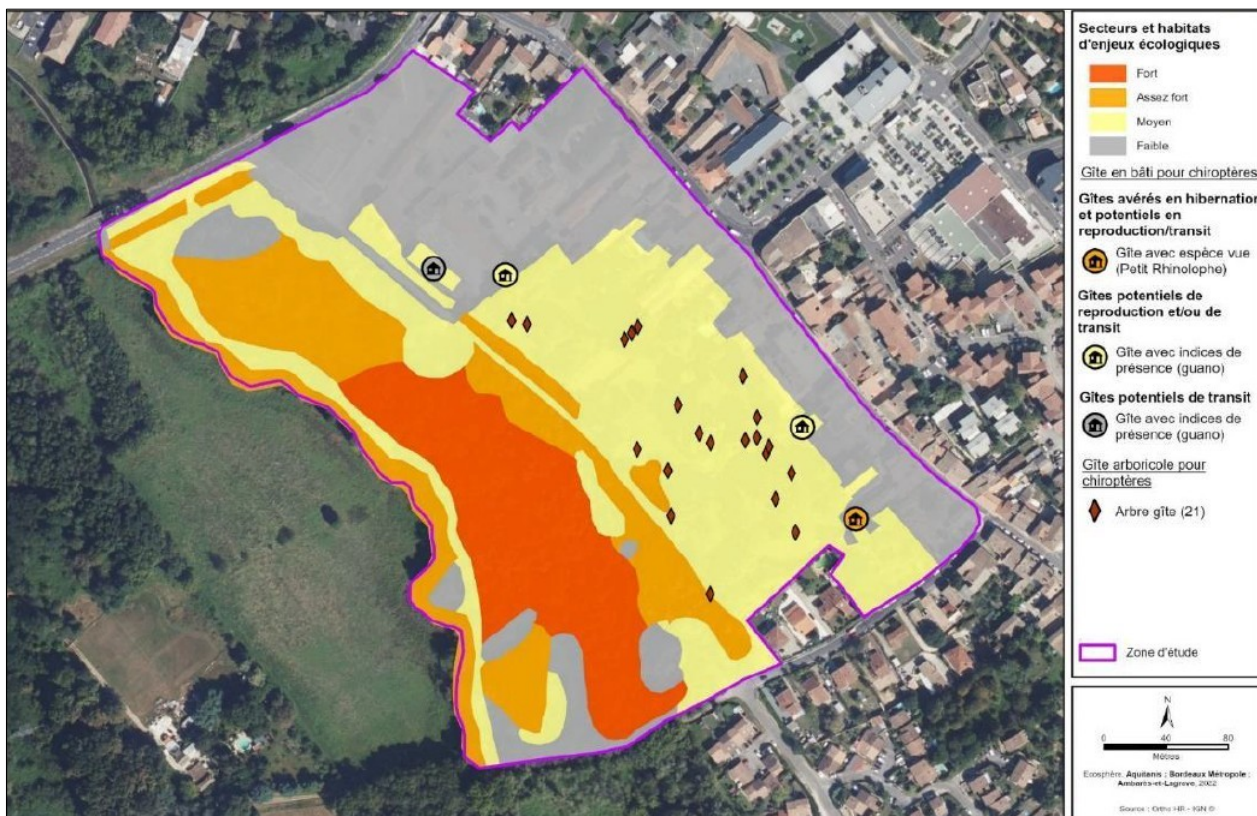 Secteurs et habitats
d'enjeux écologiques
Fort
Assez fort
Moyen
Faible
Gîte en bâti pour chiroptères
Gîtes avérés en hibernation
et potentiels en
reproduction/transit
Gîte avec espèce vue
(Petit Rhinolophe)
Gîtes potentiels de
reproduction et/ou de
transit
Gîte avec indices de
présence (guano)
Gîtes potentiels de transit
Gîte avec indices de
présence (guano)
Gîte arboricole pour
chiroptères
Arbre gîte (21)
Zone d'étude
N
0 40 80
Mètres
Ecosphère, Aquitanis ; Bordeaux Métropole ;
Ambarès-et-Lagrave, 2022
Source : Ortho HR - IGN ©